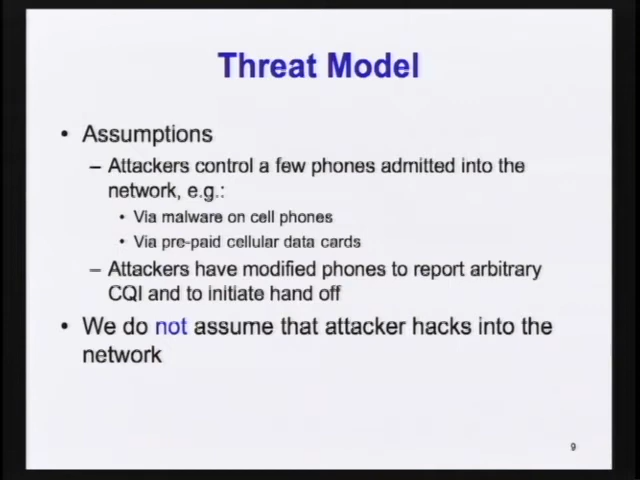 Threat Model
• Assumptions
– Attackers control a few phones admitted into the
network, e.g.:
• Via malware on cell phones
• Via pre-paid cellular data cards
– Attackers have modified phones to report arbitrary
CQI and to initiate hand off
• We do not assume that attacker hacks into the
network
9